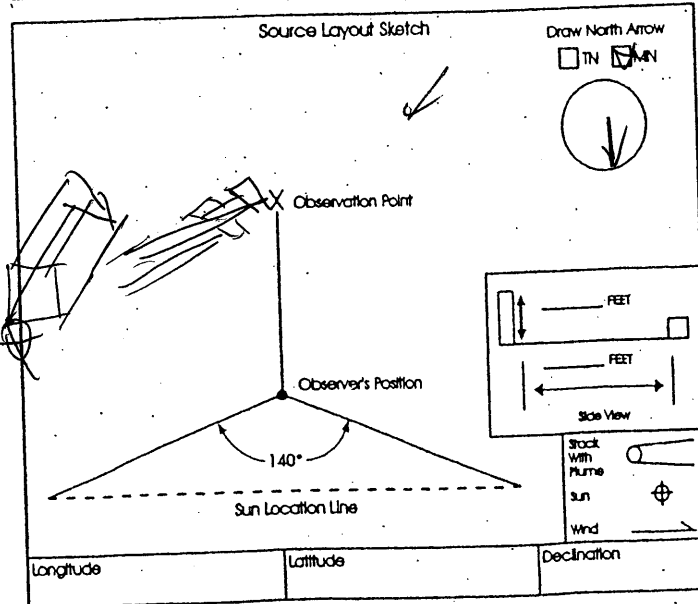 Source Layout Sketch
Draw North Arrow
TN MN
X Observation Point
FEET
FEET
Side View
Observer's Position
140°
Sun Location Line
Stack
With
Plume
Sun
Wind
Longitude
Latitude
Declination